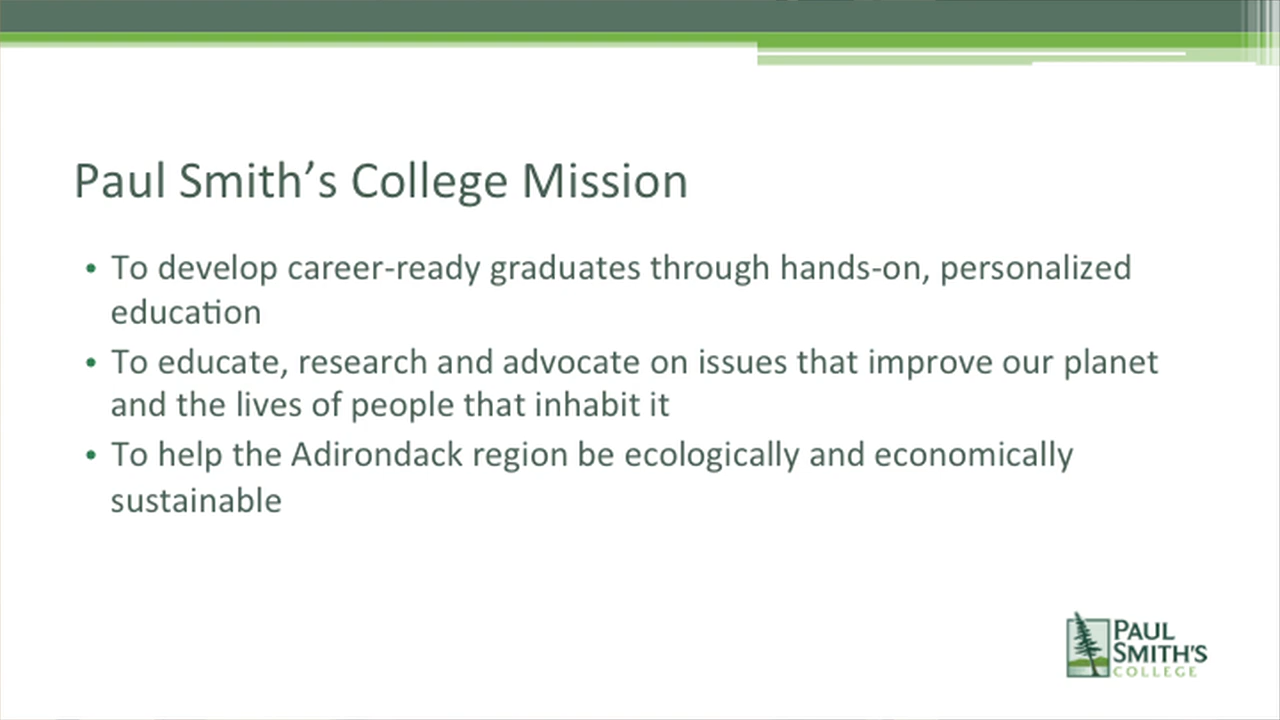 Paul Smith’s College Mission
• To develop career-ready graduates through hands-on, personalized
education
• To educate, research and advocate on issues that improve our planet
and the lives of people that inhabit it
• To help the Adirondack region be ecologically and economically
sustainable
PAUL
SMITH'S
COLLEGE